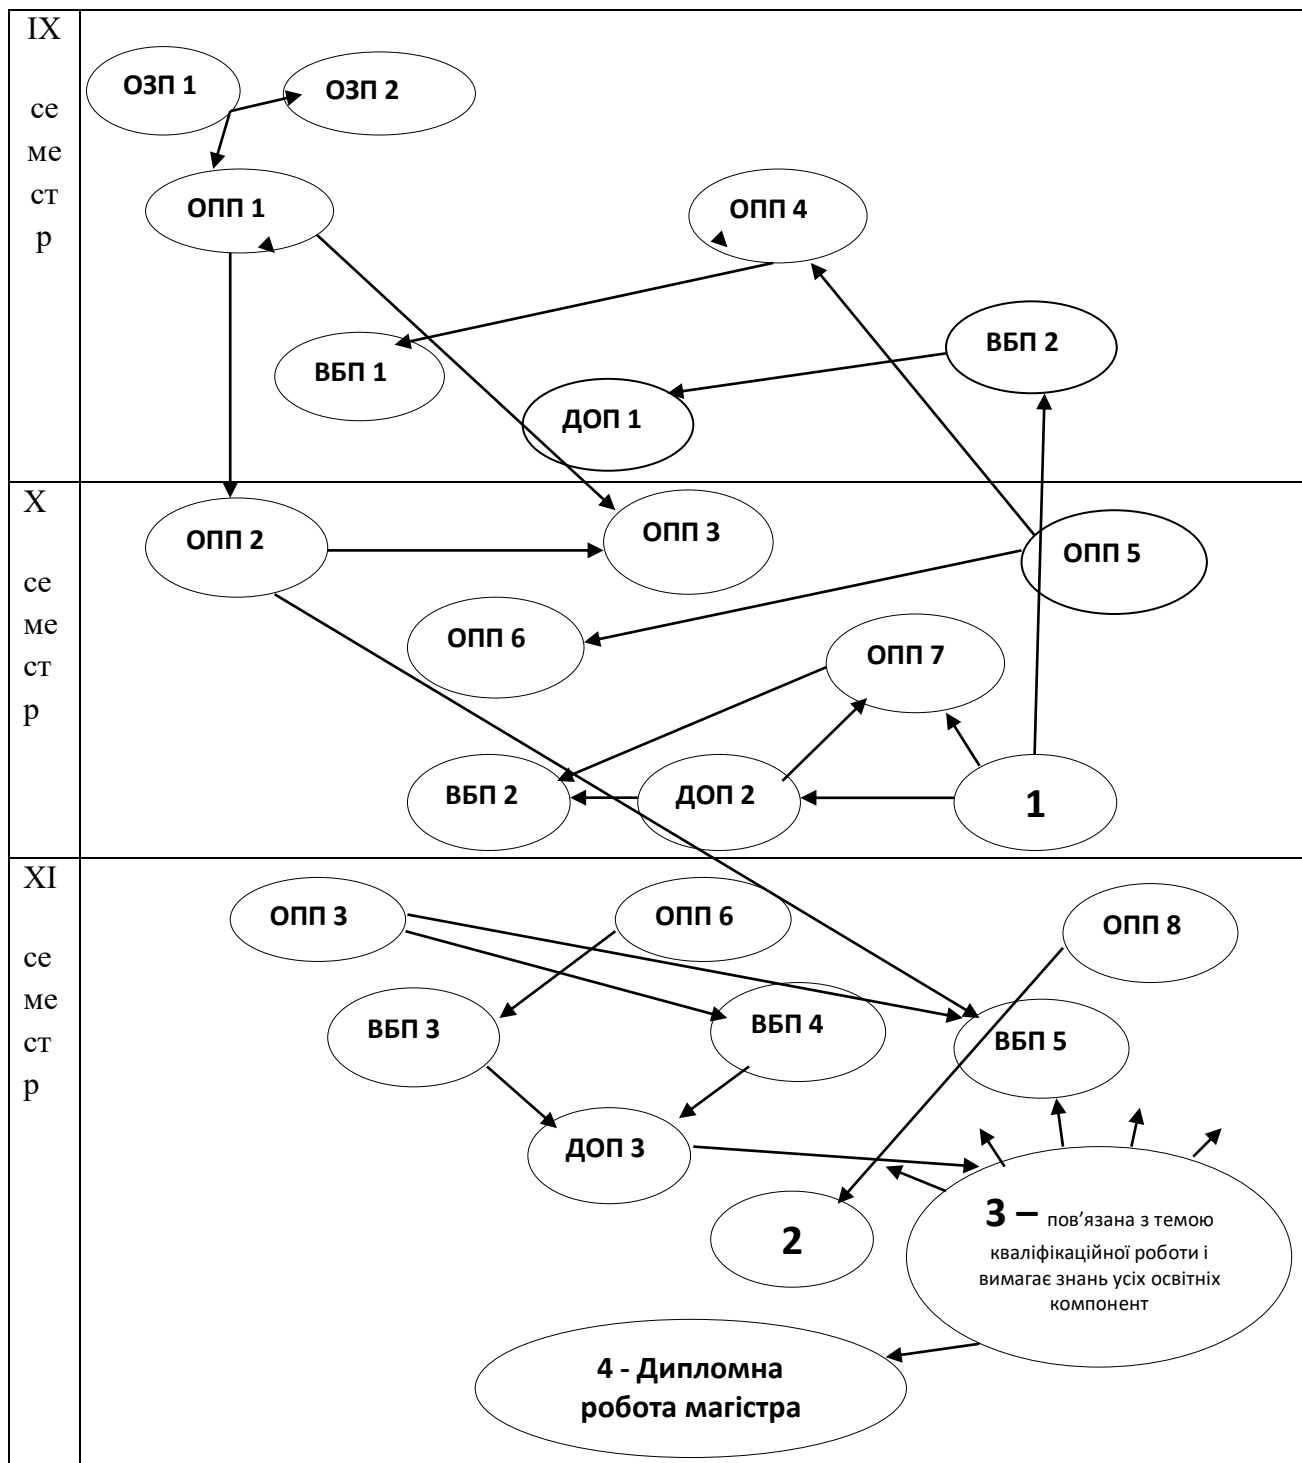 IX
се
ме
ст
р
ОЗП 1
ОЗП 2
ОПП 1
ОПП 4
ВБП 1
ВБП 2
ДОП 1
X
се
ме
ст
р
ОПП 2
ОПП 3
ОПП 5
ОПП 6
ОПП 7
ВБП 2
ДОП 2
1
XI
се
ме
ст
р
ОПП 3
ОПП 6
ОПП 8
ВБП 3
ВБП 4
ВБП 5
ДОП 3
2
3 – пов’язана з темою
кваліфікаційної роботи і
вимагає знань усіх освітніх
компонент
4 - Дипломна
робота магістра